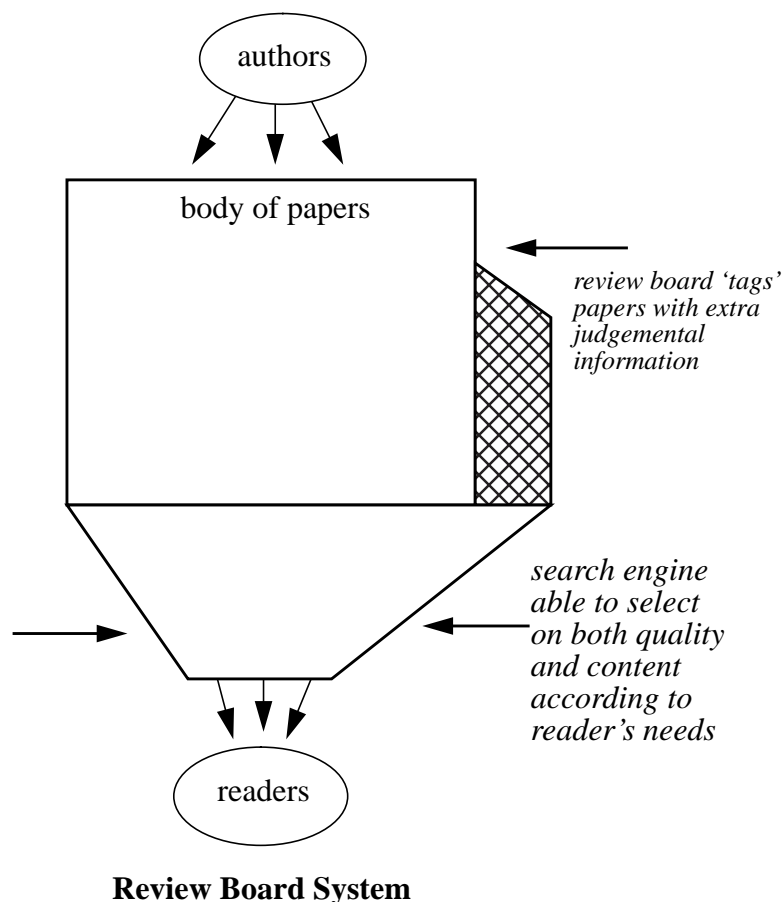 authors
body of papers
review board ‘tags’
papers with extra
judgemental
information
search engine
able to select
on both quality
and content
according to
reader’s needs
readers
Review Board System